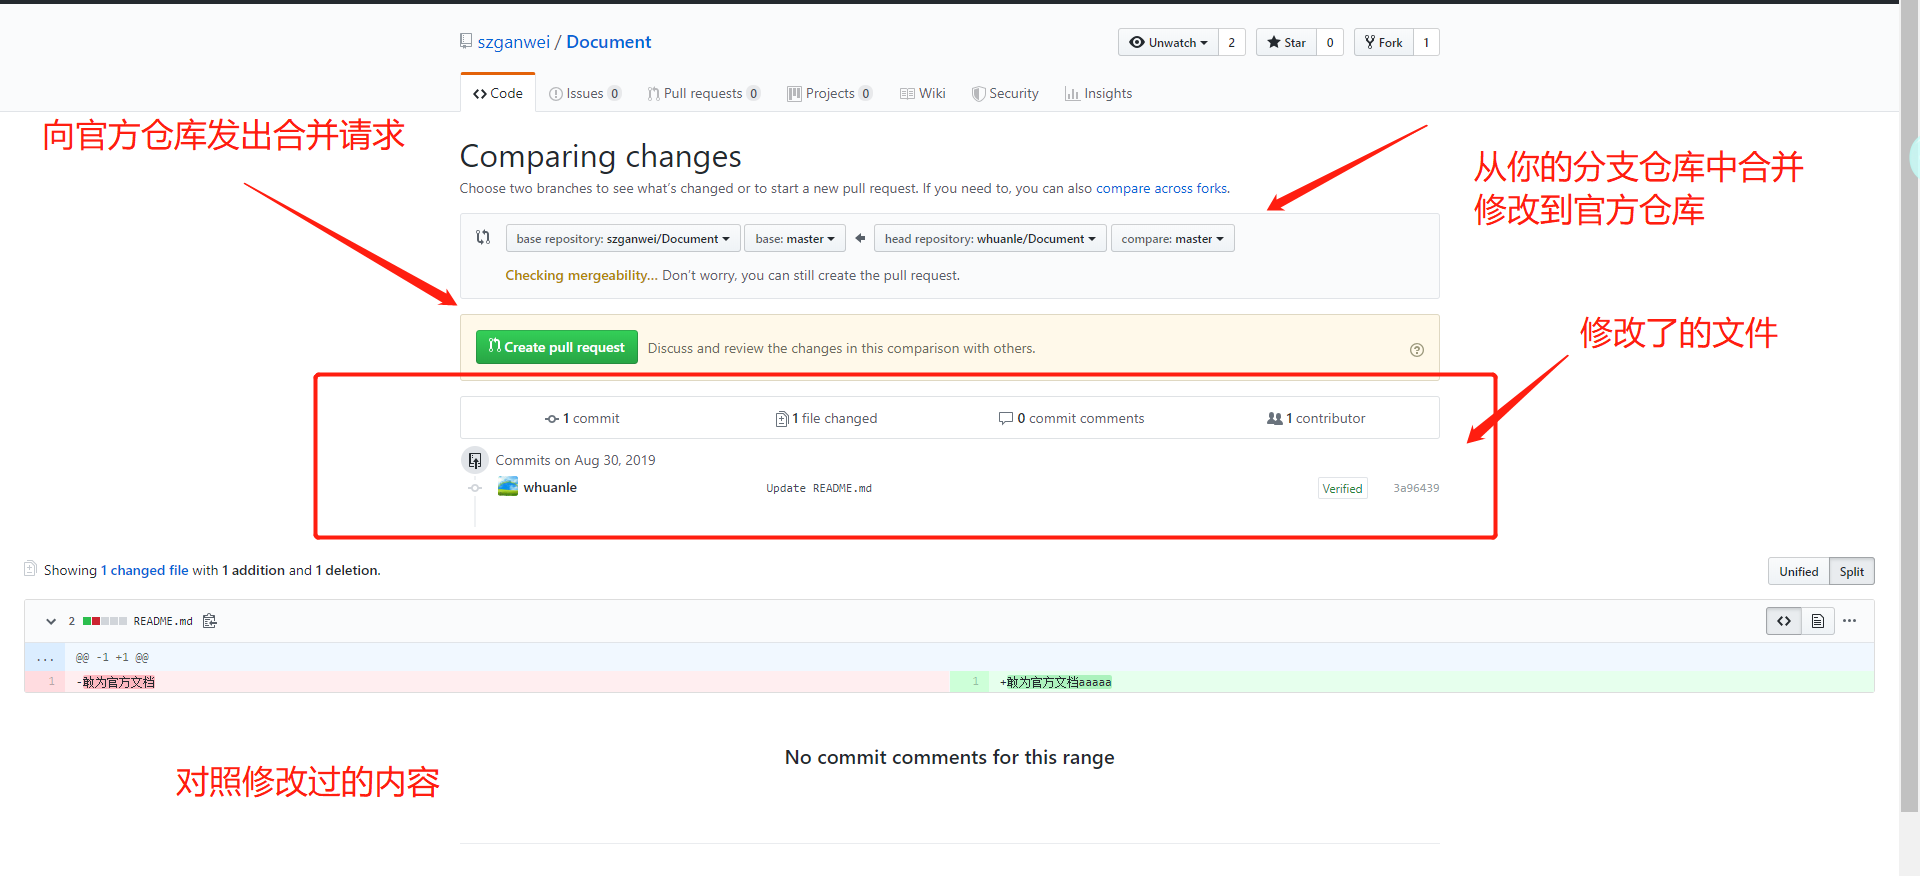 szganwei / Document
Unwatch 2 Star 0 Fork 1
Code Issues 0 Pull requests 0 Projects 0 Wiki Security Insights
向官方仓库发出合并请求
Comparing changes
Choose two branches to see what's changed or to start a new pull request. If you need to, you can also compare across forks.
从你的分支仓库中合并
修改到官方仓库
base repository: szganwei/Document base: master head repository: whuanle/Document compare: master
Checking mergeability... Don't worry, you can still create the pull request.
修改了的文件
Create pull request Discuss and review the changes in this comparison with others.
1 commit 1 file changed 0 commit comments 1 contributor
Commits on Aug 30, 2019
whuanle Update README.md Verified 3a96439
Showing 1 changed file with 1 addition and 1 deletion.
Unified Split
2 README.md
... @@ -1 +1 @@
1 -敢为官方文档 1 +敢为官方文档aaaaa
No commit comments for this range
对照修改过的内容